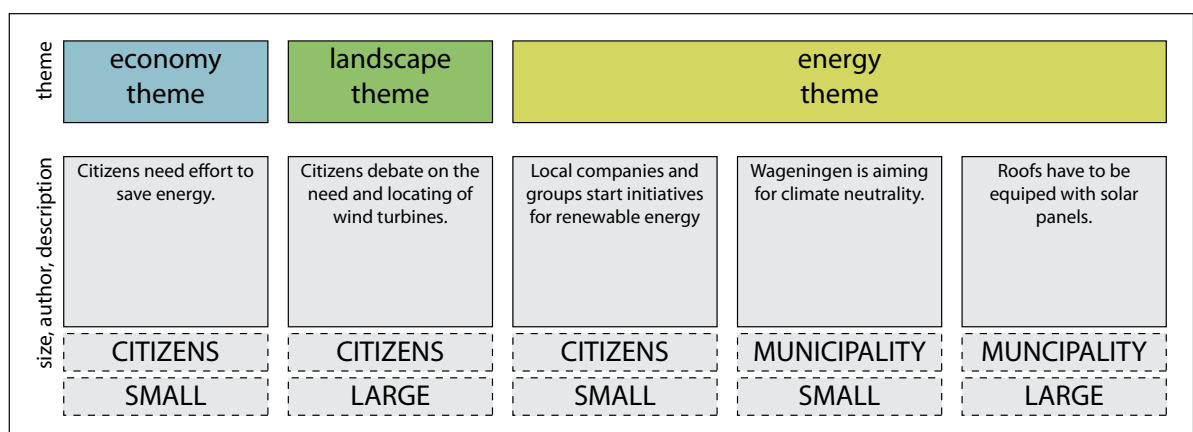 theme
economy
theme
landscape
theme
energy
theme
size, author, description
Citizens need effort to
save energy.
Citizens debate on the
need and locating of
wind turbines.
Local companies and
groups start initiatives
for renewable energy
Wageningen is aiming
for climate neutrality.
Roofs have to be
equiped with solar
panels.
CITIZENS
CITIZENS
CITIZENS
MUNICIPALITY
MUNCIPALITY
SMALL
LARGE
SMALL
SMALL
LARGE